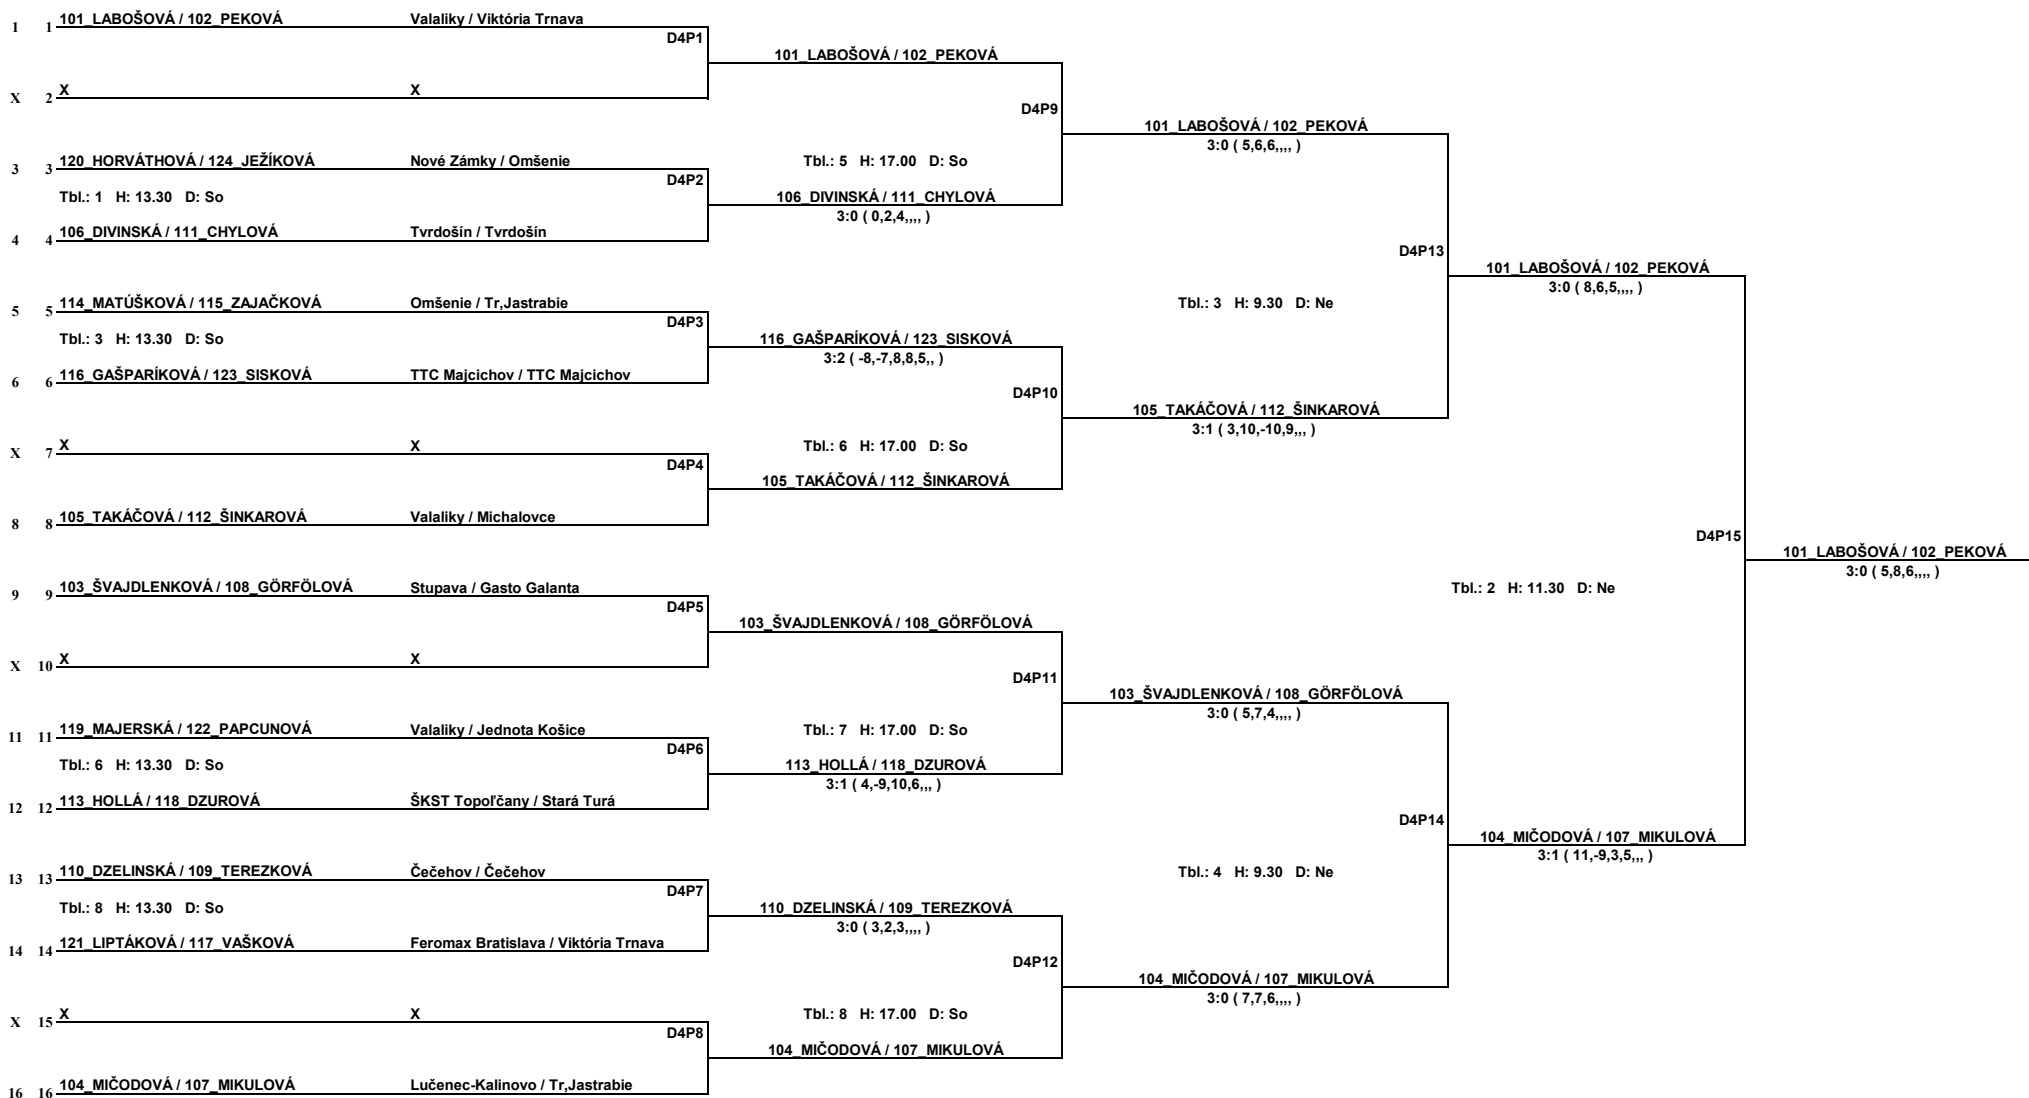 1 1 101_LABOŠOVÁ / 102_PEKOVÁ Valaliky / Viktória Trnava
D4P1
101_LABOŠOVÁ / 102_PEKOVÁ
X 2 X X
D4P9
101_LABOŠOVÁ / 102_PEKOVÁ
3:0 ( 5,6,6,,,, )
3 3 120_HORVÁTHOVÁ / 124_JEŽÍKOVÁ Nové Zámky / Omšenie
Tbl.: 5 H: 17.00 D: So
D4P2
Tbl.: 1 H: 13.30 D: So
106_DIVINSKÁ / 111_CHYLOVÁ
3:0 ( 0,2,4,,,, )
4 4 106_DIVINSKÁ / 111_CHYLOVÁ Tvrdošín / Tvrdošín
D4P13
101_LABOŠOVÁ / 102_PEKOVÁ
3:0 ( 8,6,5,,,, )
5 5 114_MATÚŠKOVÁ / 115_ZAJAČKOVÁ Omšenie / Tr,Jastrabie
Tbl.: 3 H: 9.30 D: Ne
D4P3
Tbl.: 3 H: 13.30 D: So
116_GAŠPARÍKOVÁ / 123_SISKOVÁ
3:2 ( -8,-7,8,8,5,, )
6 6 116_GAŠPARÍKOVÁ / 123_SISKOVÁ TTC Majcichov / TTC Majcichov
D4P10
105_TAKÁČOVÁ / 112_ŠINKAROVÁ
3:1 ( 3,10,-10,9,,, )
X 7 X X
Tbl.: 6 H: 17.00 D: So
D4P4
105_TAKÁČOVÁ / 112_ŠINKAROVÁ
8 8 105_TAKÁČOVÁ / 112_ŠINKAROVÁ Valaliky / Michalovce
D4P15
101_LABOŠOVÁ / 102_PEKOVÁ
3:0 ( 5,8,6,,,, )
9 9 103_ŠVAJDLENKOVÁ / 108_GÖRFÖLOVÁ Stupava / Gasto Galanta
Tbl.: 2 H: 11.30 D: Ne
D4P5
103_ŠVAJDLENKOVÁ / 108_GÖRFÖLOVÁ
X 10 X X
D4P11
103_ŠVAJDLENKOVÁ / 108_GÖRFÖLOVÁ
3:0 ( 5,7,4,,,, )
11 11 119_MAJERSKÁ / 122_PAPCUNOVÁ Valaliky / Jednota Košice
Tbl.: 7 H: 17.00 D: So
D4P6
Tbl.: 6 H: 13.30 D: So
113_HOLLÁ / 118_DZUROVÁ
3:1 ( 4,-9,10,6,,, )
12 12 113_HOLLÁ / 118_DZUROVÁ ŠKST Topoľčany / Stará Turá
D4P14
104_MIČODOVÁ / 107_MIKULOVÁ
3:1 ( 11,-9,3,5,,, )
13 13 110_DZELINSKÁ / 109_TEREZKOVÁ Čečehov / Čečehov
Tbl.: 4 H: 9.30 D: Ne
D4P7
Tbl.: 8 H: 13.30 D: So
110_DZELINSKÁ / 109_TEREZKOVÁ
3:0 ( 3,2,3,,,, )
14 14 121_LIPTÁKOVÁ / 117_VAŠKOVÁ Feromax Bratislava / Viktória Trnava
D4P12
104_MIČODOVÁ / 107_MIKULOVÁ
3:0 ( 7,7,6,,,, )
X 15 X X
Tbl.: 8 H: 17.00 D: So
D4P8
104_MIČODOVÁ / 107_MIKULOVÁ
16 16 104_MIČODOVÁ / 107_MIKULOVÁ Lučenec-Kalinovo / Tr,Jastrabie